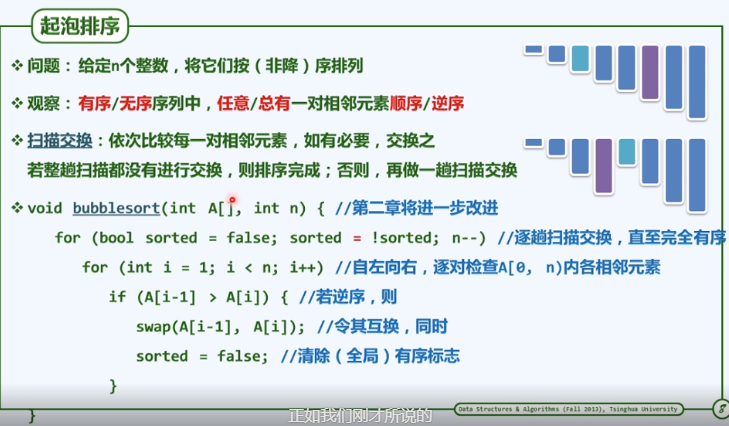 起泡排序
❖ 问题：给定n个整数，将它们按（非降）序排列
❖ 观察：有序/无序序列中，任意/总有一对相邻元素顺序/逆序
❖ 扫描交换：依次比较每一对相邻元素，如有必要，交换之
若整趟扫描都没有进行交换，则排序完成；否则，再做一趟扫描交换
❖ void bubblesort(int A[], int n) { //第二章将进一步改进
for (bool sorted = false; sorted = !sorted; n--) //逐趟扫描交换，直至完全有序
for (int i = 1; i < n; i++) //自左向右，逐对检查A[0, n)内各相邻元素
if (A[i-1] > A[i]) { //若逆序，则
swap(A[i-1], A[i]); //令其互换，同时
sorted = false; //清除（全局）有序标志
}
}
正如我们刚才所说的
Data Structures & Algorithms (Fall 2013), Tsinghua University
8